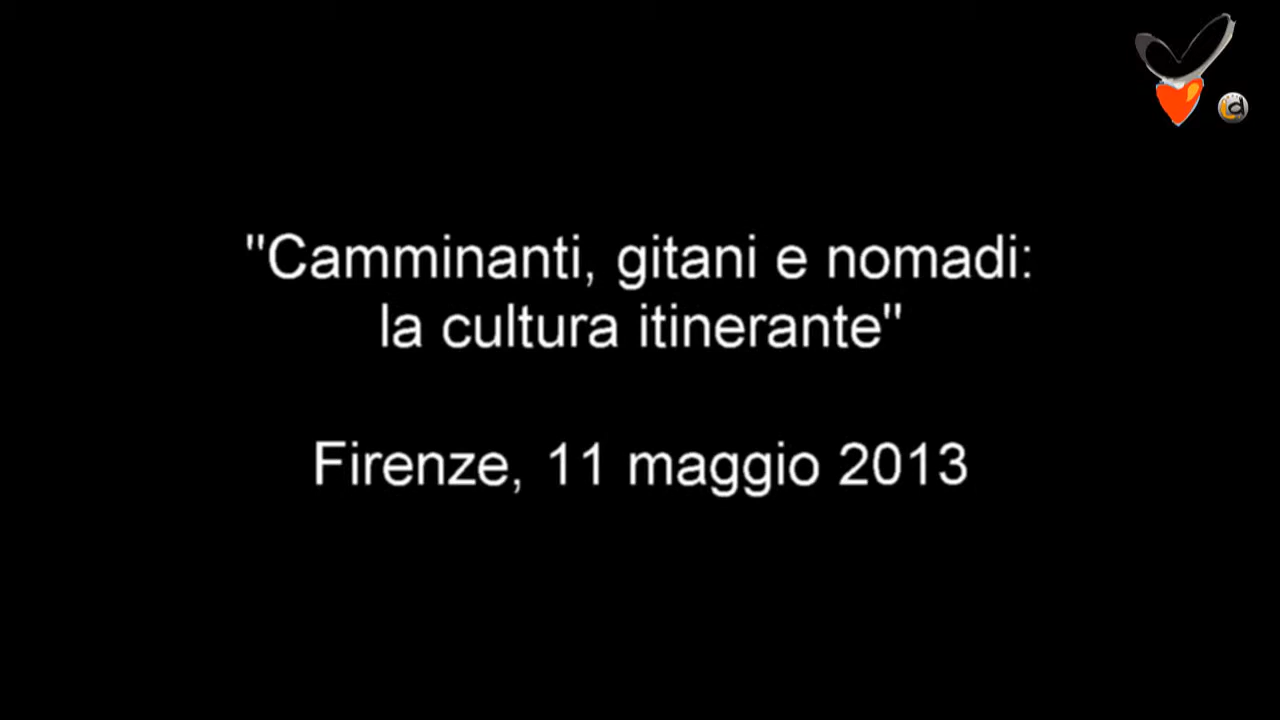 "Camminanti, gitani e nomadi:
la cultura itinerante"
Firenze, 11 maggio 2013